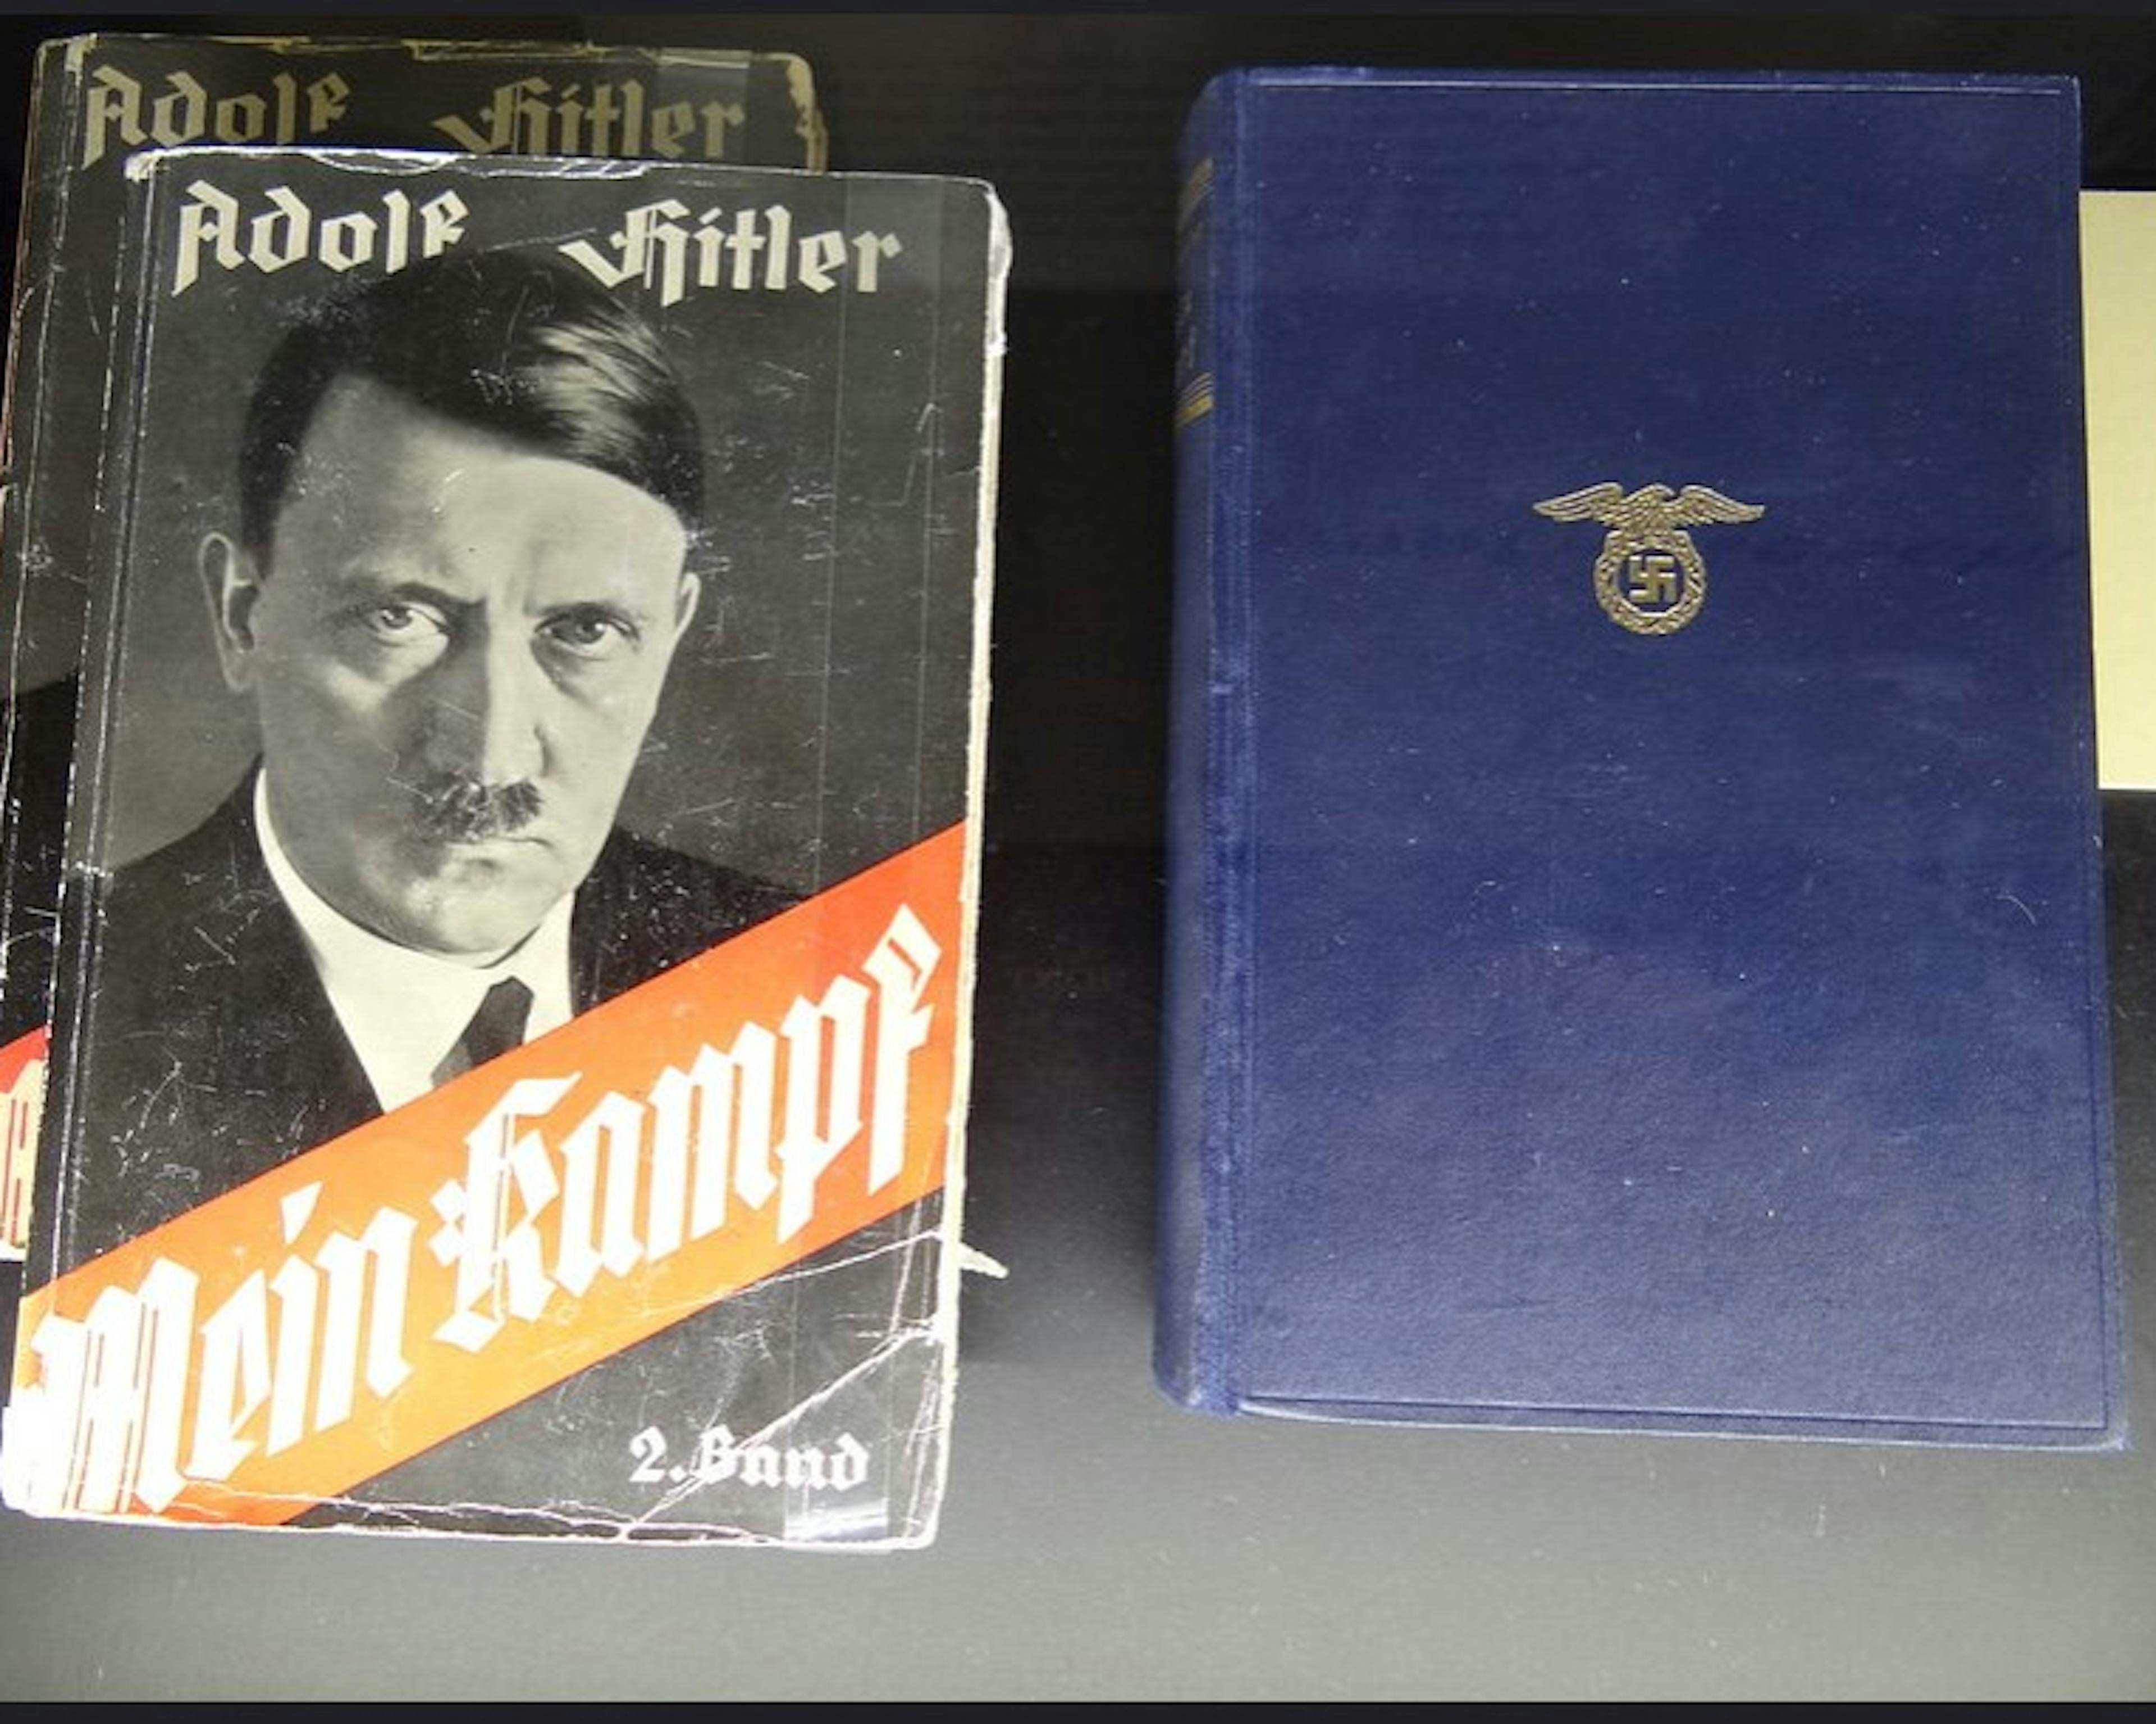 Adolf Hitler
Adolf Hitler
Mein Kampf
2. Band